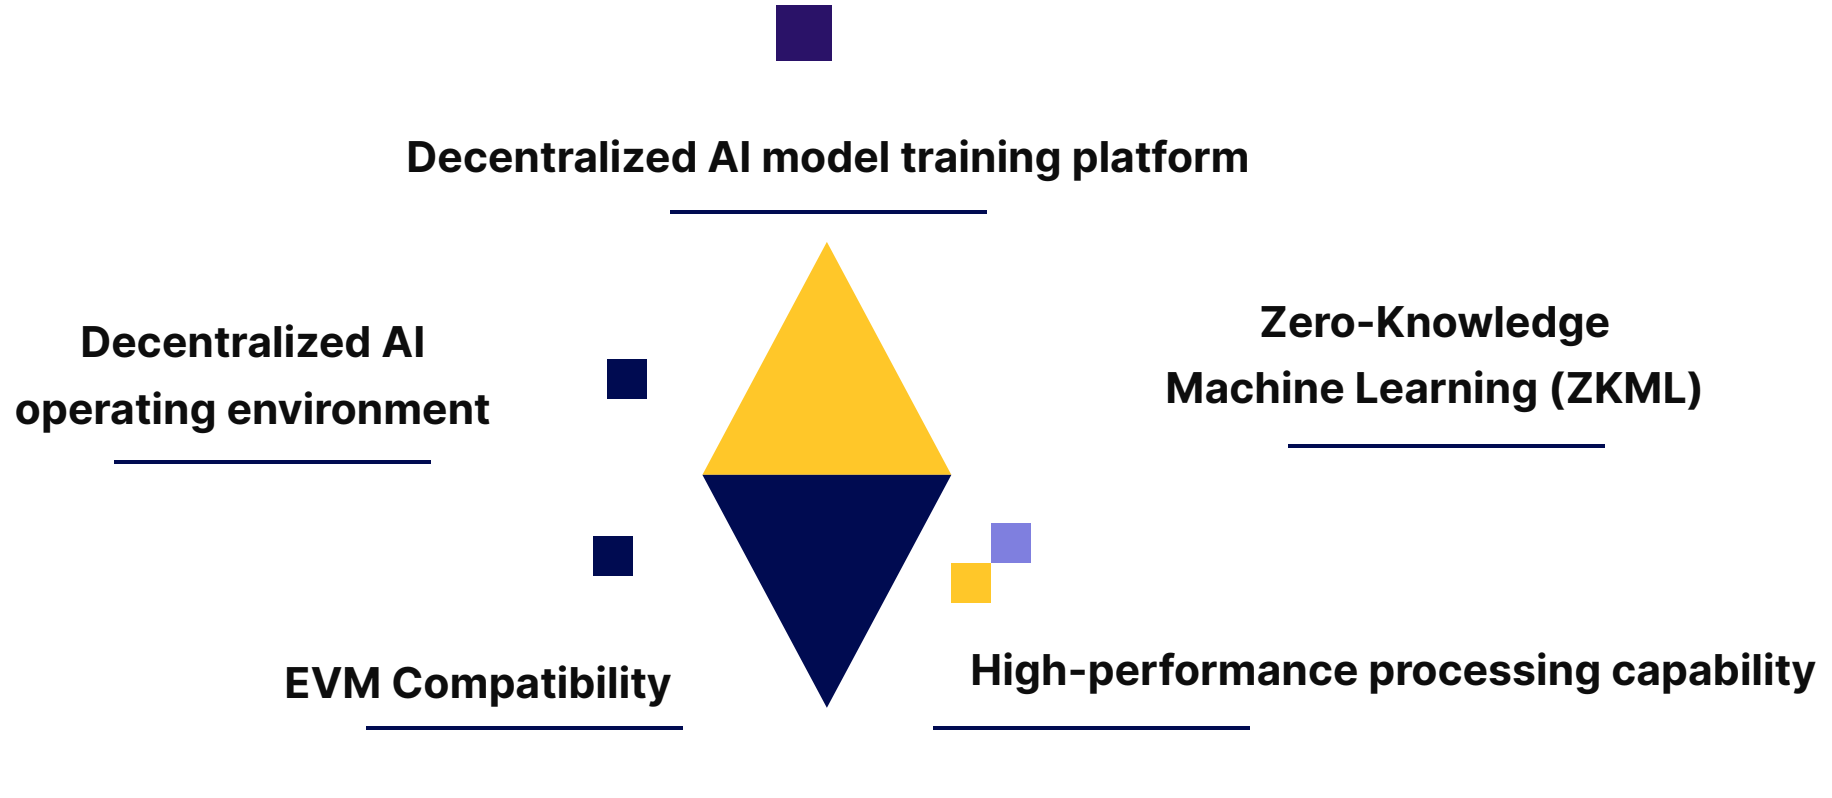 Decentralized AI model training platform
Decentralized AI
operating environment
Zero-Knowledge
Machine Learning (ZKML)
EVM Compatibility
High-performance processing capability